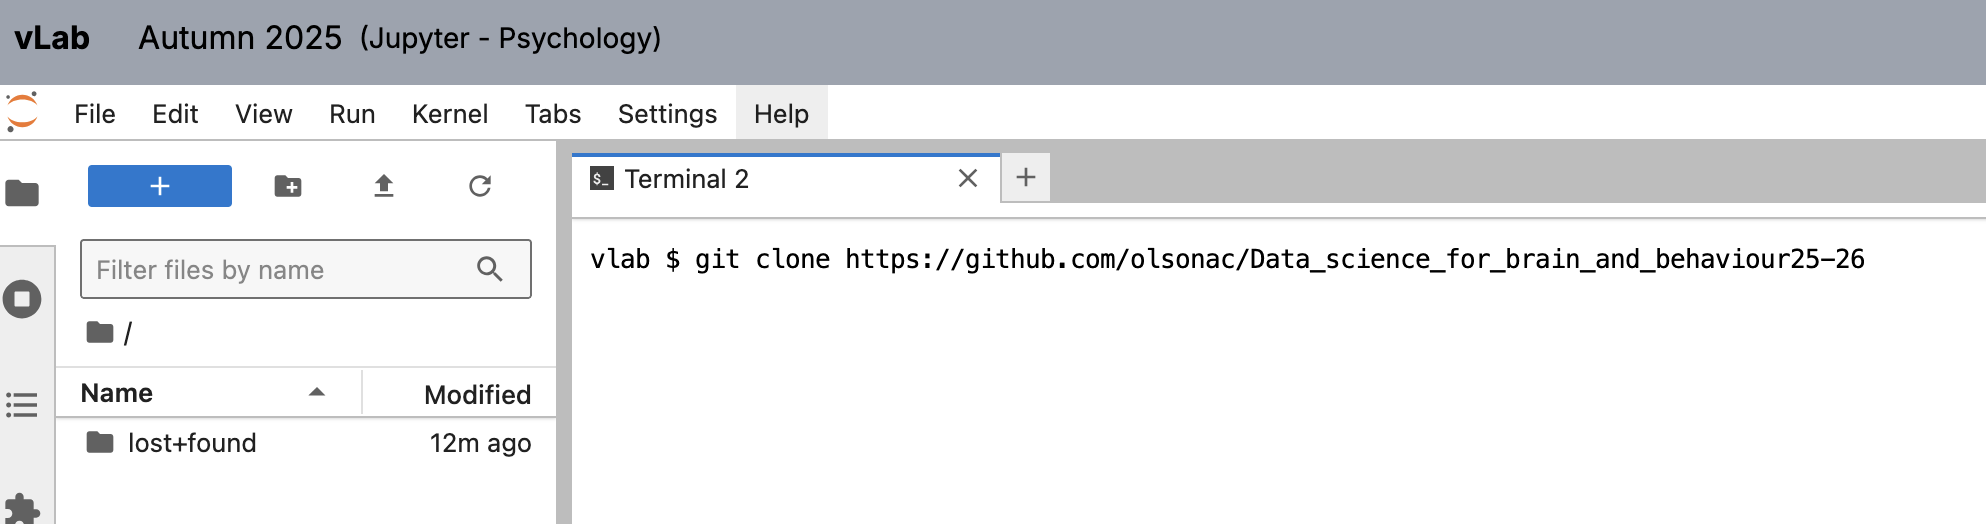 vLab Autumn 2025 (Jupyter - Psychology)
File Edit View Run Kernel Tabs Settings Help
+
$_ Terminal 2
Filter files by name
/
Name Modified
lost+found 12m ago
vlab $ git clone https://github.com/olsonac/Data_science_for_brain_and_behaviour25-26